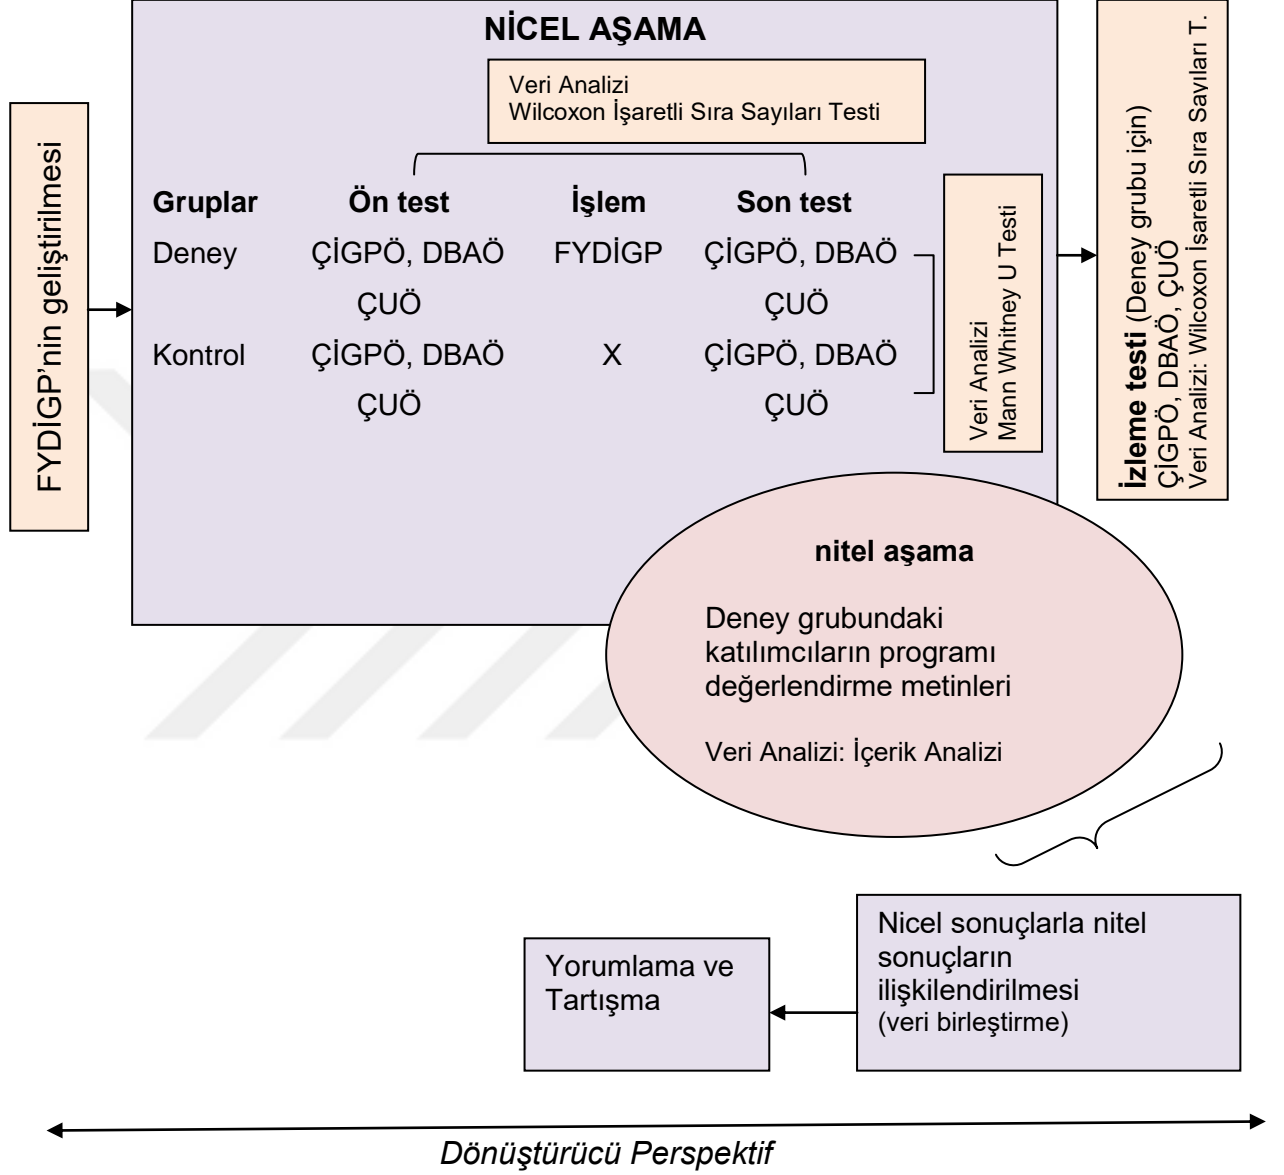 FYDİGP’nin geliştirilmesi
NİCEL AŞAMA
Veri Analizi
Wilcoxon İşaretli Sıra Sayıları Testi
Gruplar Ön test İşlem Son test
Deney ÇİGPÖ, DBAÖ FYDİGP ÇİGPÖ, DBAÖ
ÇUÖ ÇUÖ
Kontrol ÇİGPÖ, DBAÖ X ÇİGPÖ, DBAÖ
ÇUÖ ÇUÖ
Veri Analizi
Mann Whitney U Testi
İzleme testi (Deney grubu için)
ÇİGPÖ, DBAÖ, ÇUÖ
Veri Analizi: Wilcoxon İşaretli Sıra Sayıları T.
nitel aşama
Deney grubundaki
katılımcıların programı
değerlendirme metinleri
Veri Analizi: İçerik Analizi
Nicel sonuçlarla nitel
sonuçların
ilişkilendirilmesi
(veri birleştirme)
Yorumlama ve
Tartışma
Dönüştürücü Perspektif